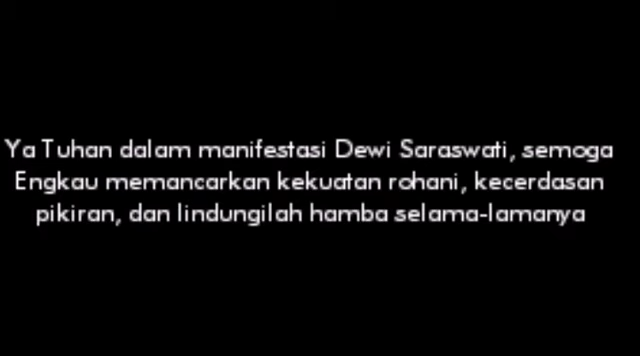 Ya Tuhan dalam manifestasi Dewi Saraswati, semoga
Engkau memancarkan kekuatan rohani, kecerdasan
pikiran, dan lindungilah hamba selama-lamanya